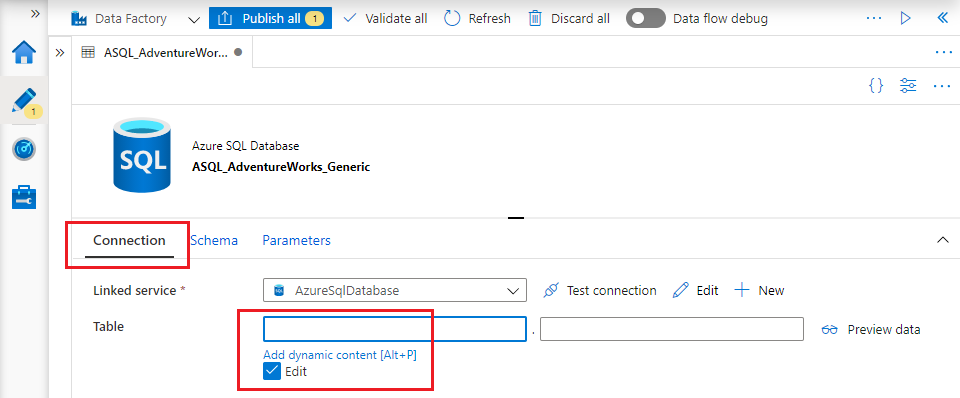 » Data Factory Publish all 1 Validate all Refresh Discard all Data flow debug ··· «
» ASQL_AdventureWor... ● ···
1
{} ···
SQL
Azure SQL Database
ASQL_AdventureWorks_Generic
Connection Schema Parameters
Linked service * SQL AzureSqlDatabase Test connection Edit New
Table . Preview data
Add dynamic content [Alt+P]
Edit